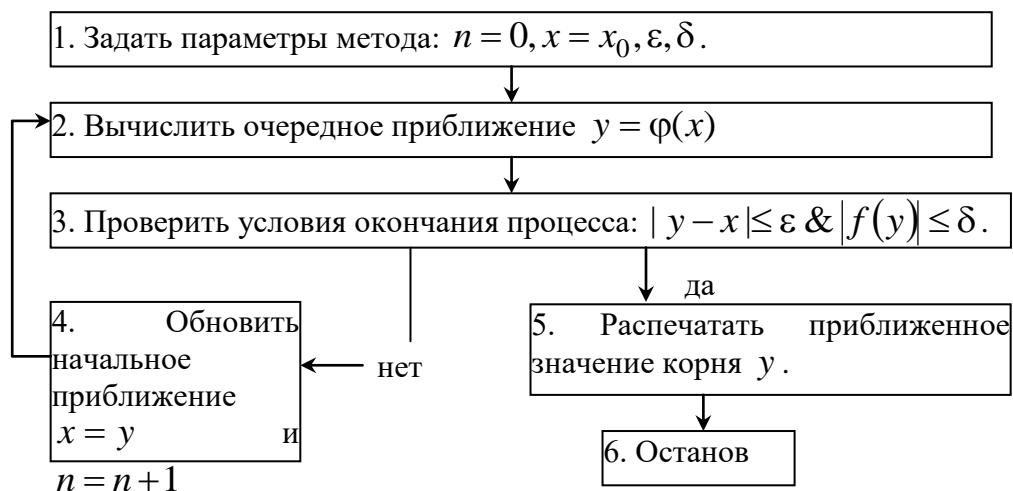 1. Задать параметры метода: n = 0, x = x₀, ε, δ.
2. Вычислить очередное приближение y = φ(x)
3. Проверить условия окончания процесса: | y − x |≤ ε & |f(y)| ≤ δ.
да
4. Обновить
начальное
приближение
x = y и
n = n + 1
нет
5. Распечатать приближенное
значение корня y.
6. Останов